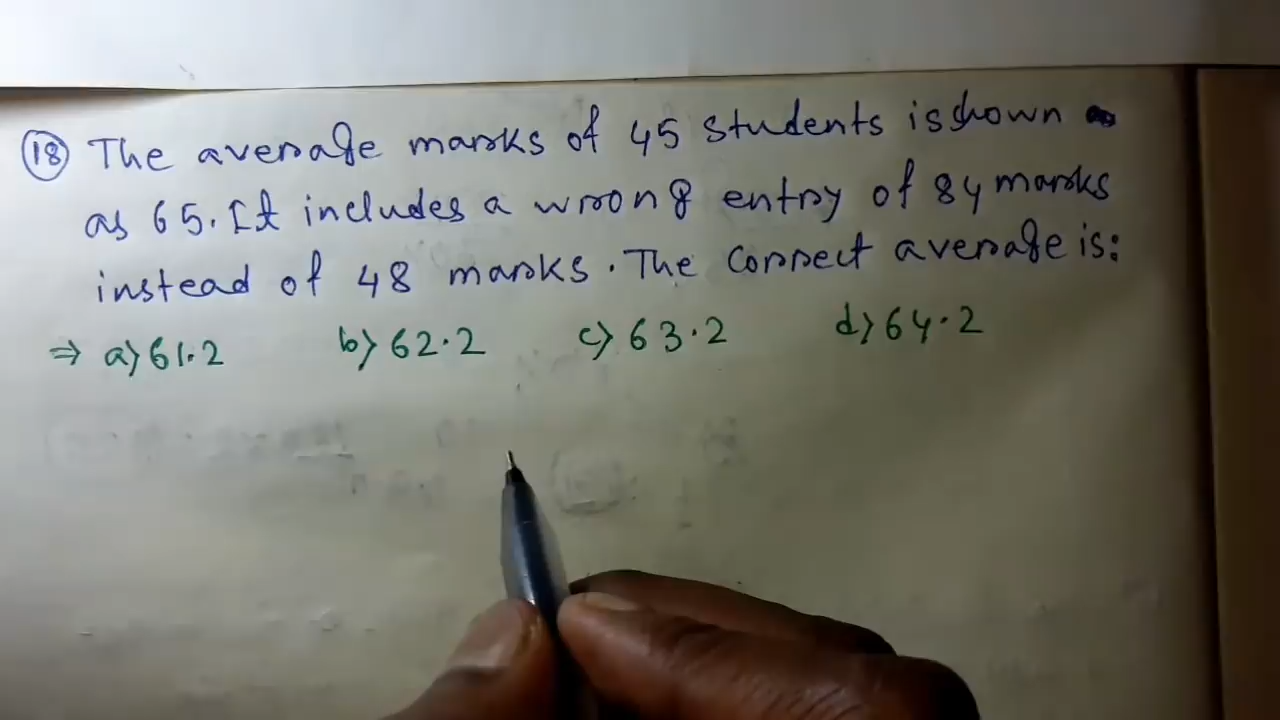 18 The average marks of 45 students is shown
as 65. It includes a wrong entry of 84 marks
instead of 48 marks. The correct average is:
⇒ a) 61.2 b) 62.2 c) 63.2 d) 64.2